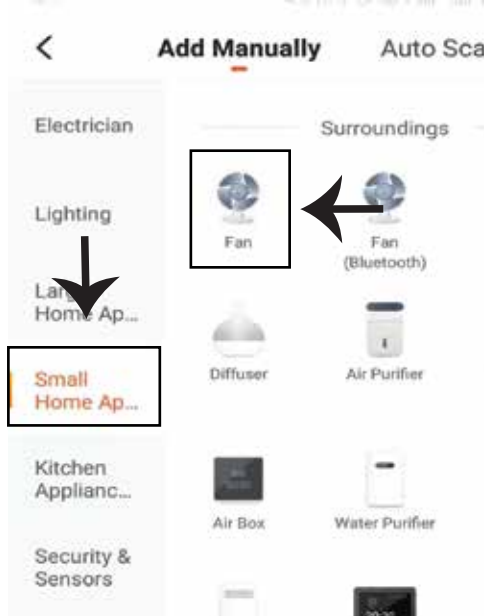 Add Manually
Auto Sca
Electrician
Lighting
Home Ap...
Small
Home Ap...
Kitchen
Applianc...
Security &
Sensors
Surroundings
Fan
Fan
(Bluetooth)
Diffuser
Air Purifier
Air Box
Water Purifier